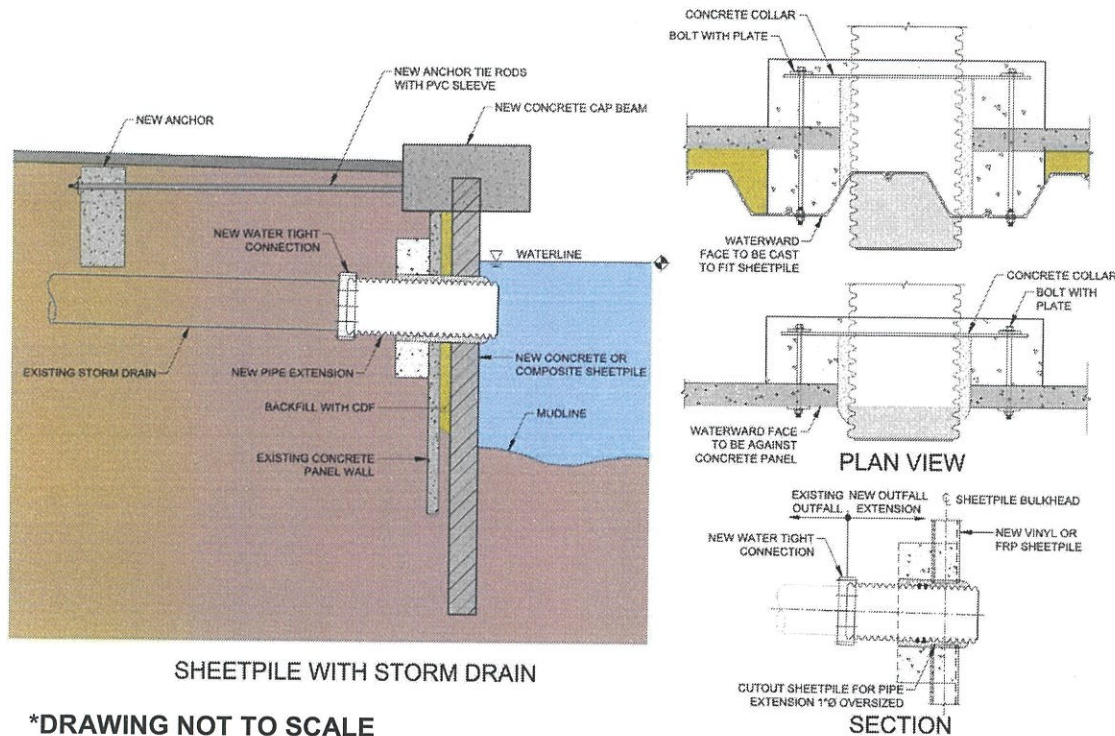 NEW ANCHOR TIE RODS
WITH PVC SLEEVE
NEW CONCRETE CAP BEAM
NEW ANCHOR
NEW WATER TIGHT
CONNECTION
WATERLINE
EXISTING STORM DRAIN
NEW PIPE EXTENSION
NEW CONCRETE OR
COMPOSITE SHEETPILE
BACKFILL WITH CDF
MUDLINE
EXISTING CONCRETE
PANEL WALL
SHEETPILE WITH STORM DRAIN
*DRAWING NOT TO SCALE
CONCRETE COLLAR
BOLT WITH PLATE
WATERWARD
FACE TO BE CAST
TO FIT SHEETPILE
CONCRETE COLLAR
BOLT WITH
PLATE
WATERWARD FACE
TO BE AGAINST
CONCRETE PANEL
PLAN VIEW
EXISTING
OUTFALL
NEW OUTFALL
EXTENSION
℄ SHEETPILE BULKHEAD
NEW WATER TIGHT
CONNECTION
NEW VINYL OR
FRP SHEETPILE
CUTOUT SHEETPILE FOR PIPE
EXTENSION 1"Ø OVERSIZED
SECTION